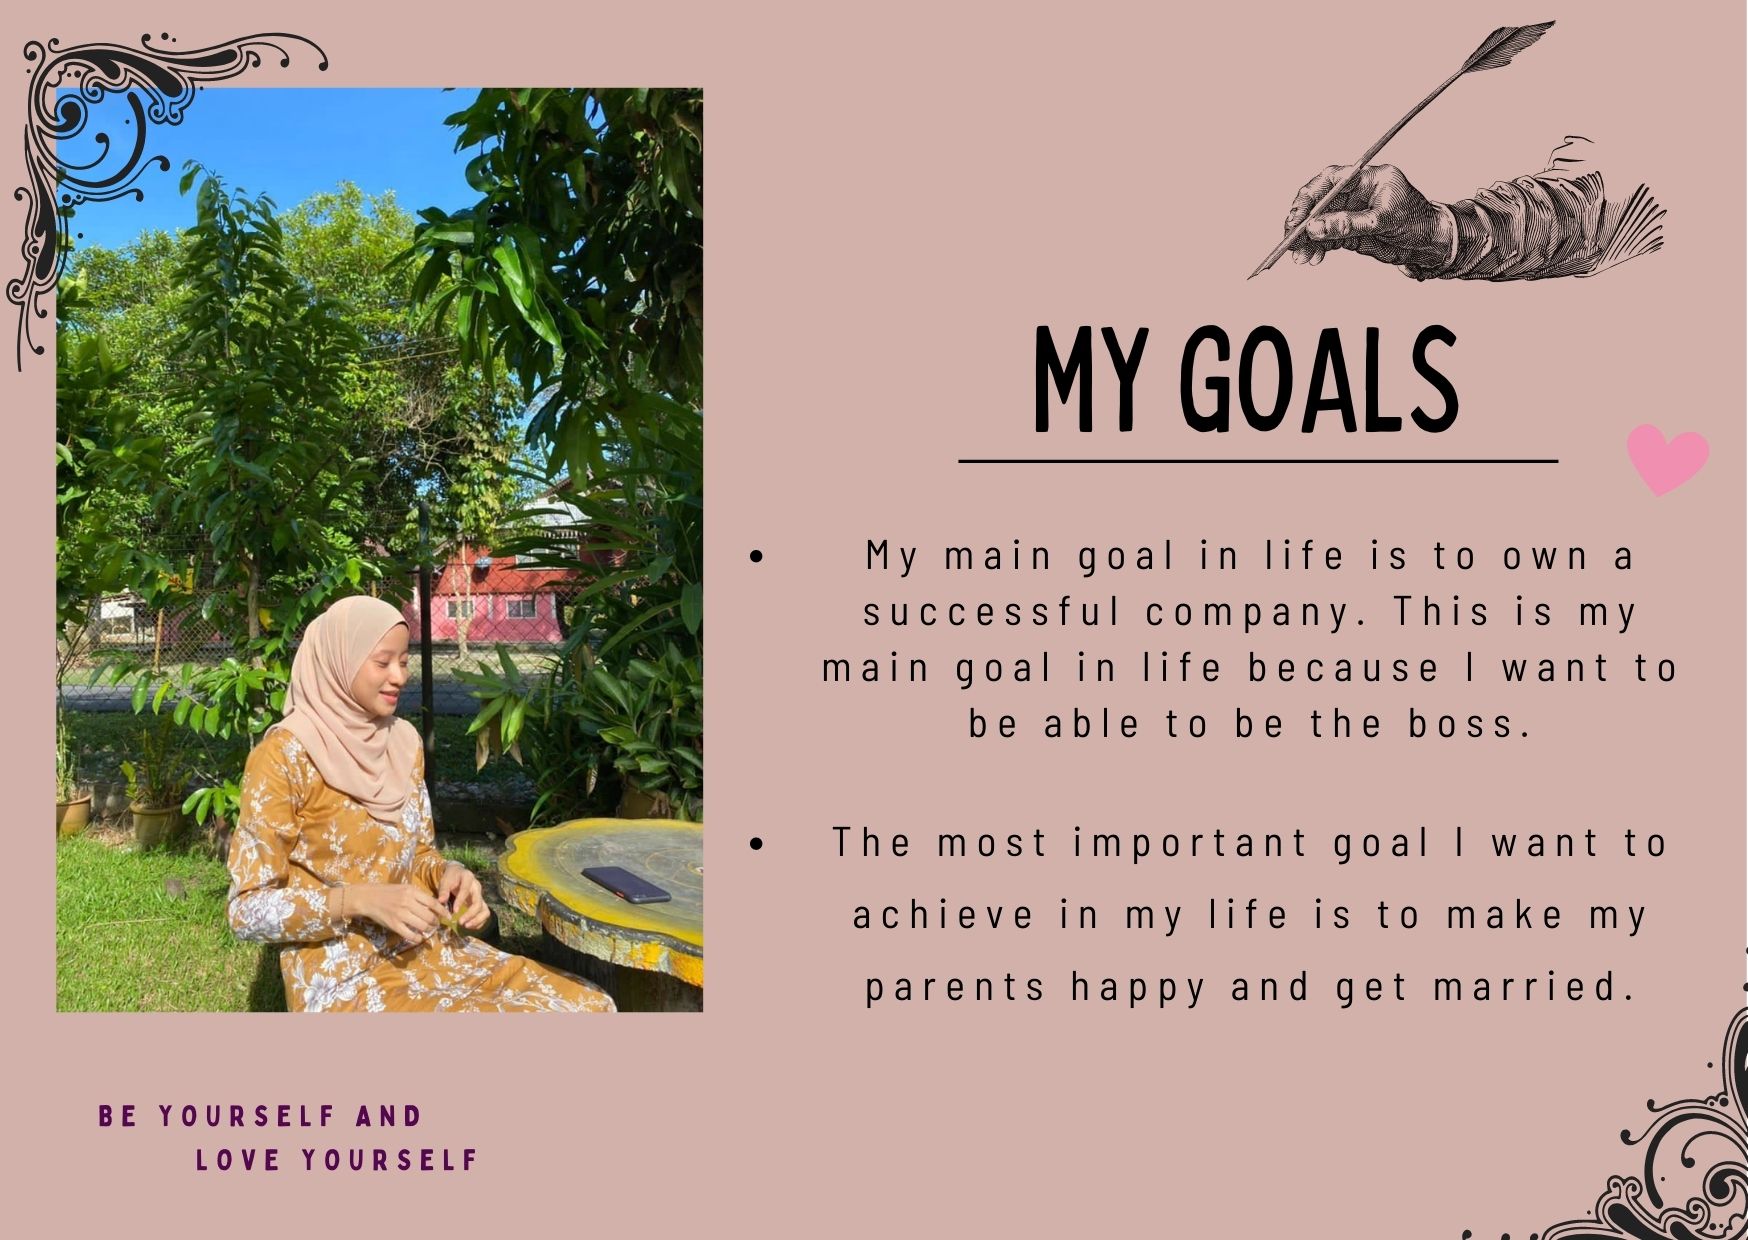 MY GOALS
• My main goal in life is to own a
successful company. This is my
main goal in life because I want to
be able to be the boss.
• The most important goal I want to
achieve in my life is to make my
parents happy and get married.
BE YOURSELF AND
LOVE YOURSELF